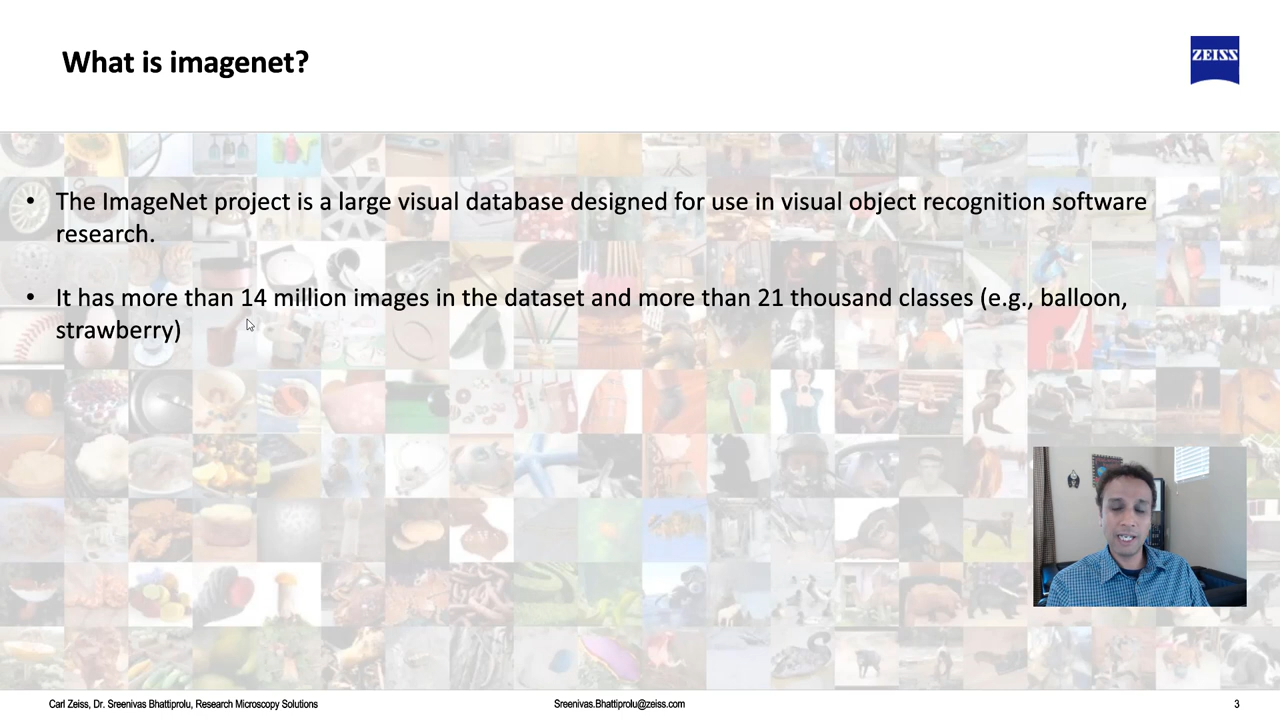 What is imagenet?
ZEISS
• The ImageNet project is a large visual database designed for use in visual object recognition software
research.
• It has more than 14 million images in the dataset and more than 21 thousand classes (e.g., balloon,
strawberry)
Carl Zeiss, Dr. Sreenivas Bhattiprolu, Research Microscopy Solutions
Sreenivas.Bhattiprolu@zeiss.com
3